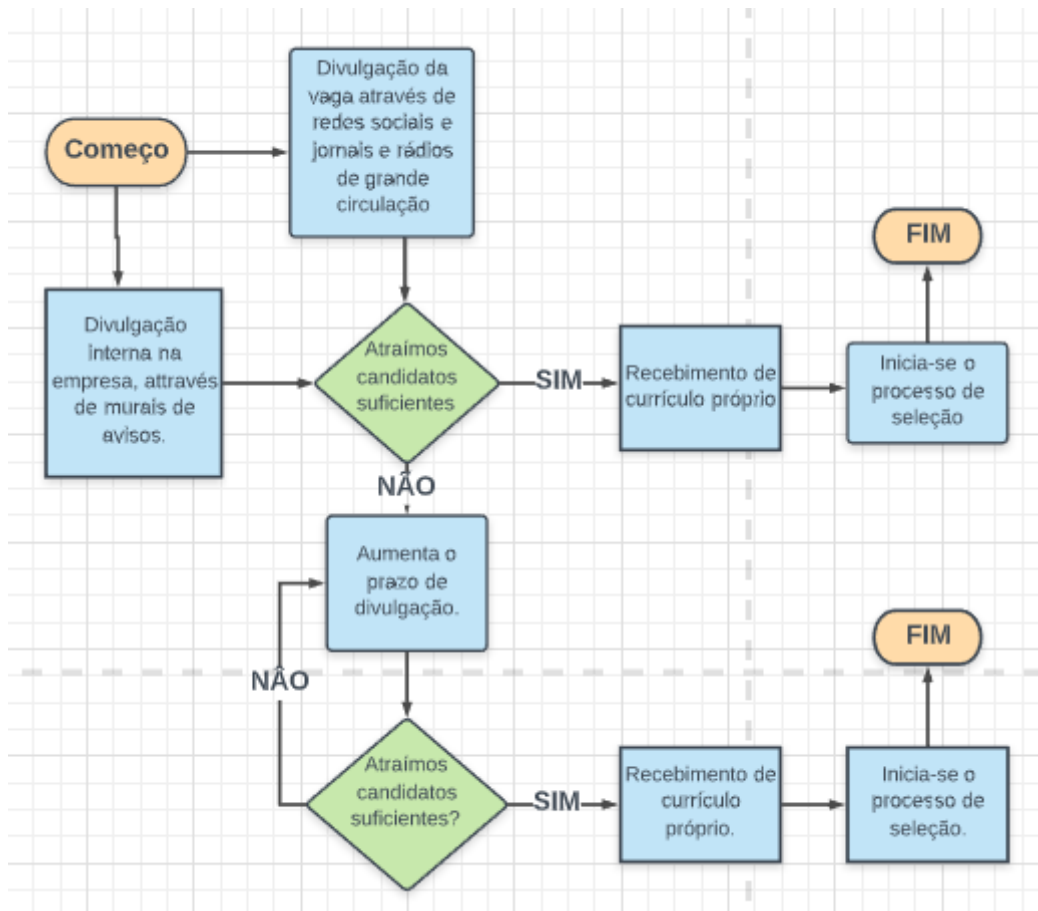 Divulgação da
vaga através de
redes sociais e
jornais e rádios
de grande
circulação
Começo
FIM
Divulgação
interna na
empresa, attravés
de murais de
avisos.
Atraímos
candidatos
suficientes
SIM
Recebimento de
currículo próprio
Inicia-se o
processo de
seleção
NÃO
Aumenta o
prazo de
divulgação.
NÃO
FIM
Atraímos
candidatos
suficientes?
SIM
Recebimento de
currículo
próprio.
Inicia-se o
processo de
seleção.